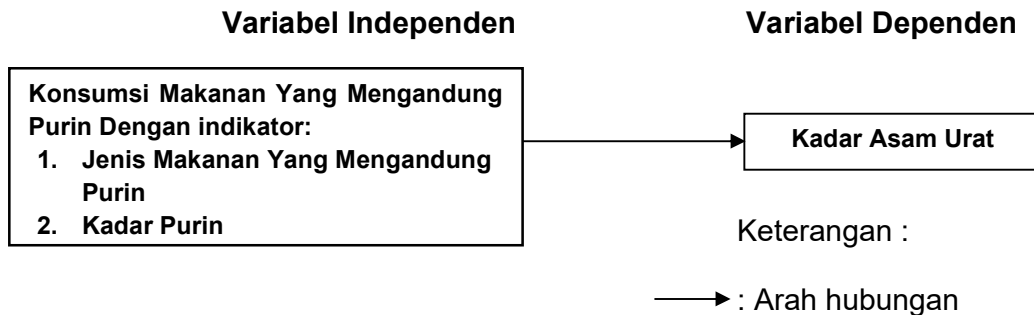 Variabel Independen
Variabel Dependen
Konsumsi Makanan Yang Mengandung
Purin Dengan indikator:
1. Jenis Makanan Yang Mengandung
Purin
2. Kadar Purin
Kadar Asam Urat
Keterangan :
: Arah hubungan